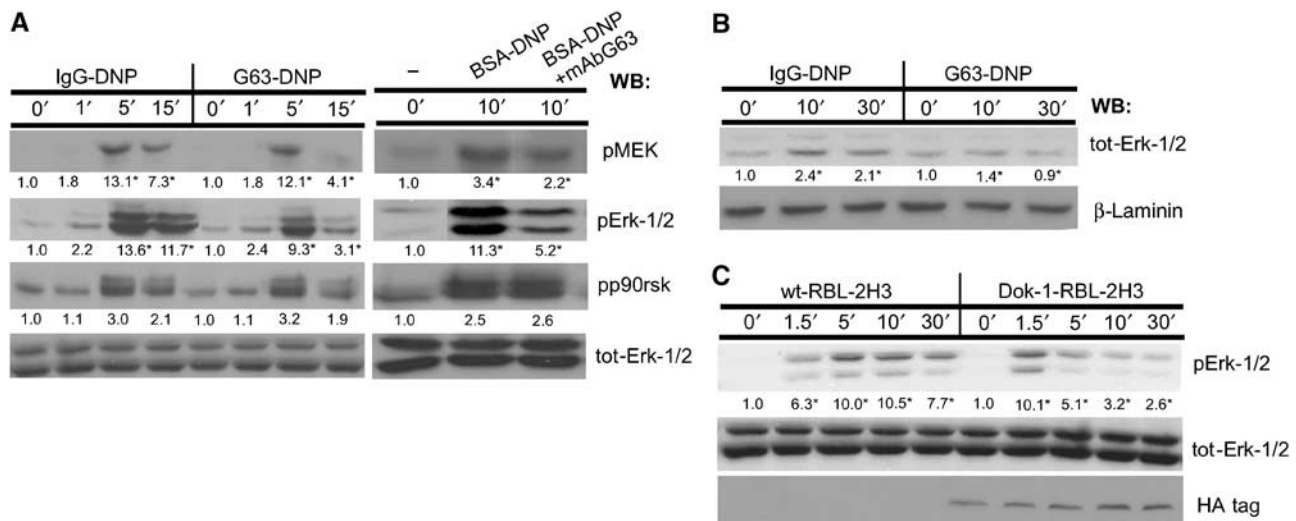 A
IgG-DNP G63-DNP
0′ 1′ 5′ 15′ 0′ 1′ 5′ 15′
– BSA-DNP BSA-DNP +mAbG63
0′ 10′ 10′
WB:
pMEK
1.0 1.8 13.1* 7.3* 1.0 1.8 12.1* 4.1* 1.0 3.4* 2.2*
pErk-1/2
1.0 2.2 13.6* 11.7* 1.0 2.4 9.3* 3.1* 1.0 11.3* 5.2*
pp90rsk
1.0 1.1 3.0 2.1 1.0 1.1 3.2 1.9 1.0 2.5 2.6
tot-Erk-1/2
B
IgG-DNP G63-DNP
0′ 10′ 30′ 0′ 10′ 30′ WB:
tot-Erk-1/2
1.0 2.4* 2.1* 1.0 1.4* 0.9*
β-Laminin
C
wt-RBL-2H3 Dok-1-RBL-2H3
0′ 1.5′ 5′ 10′ 30′ 0′ 1.5′ 5′ 10′ 30′
pErk-1/2
1.0 6.3* 10.0* 10.5* 7.7* 1.0 10.1* 5.1* 3.2* 2.6*
tot-Erk-1/2
HA tag